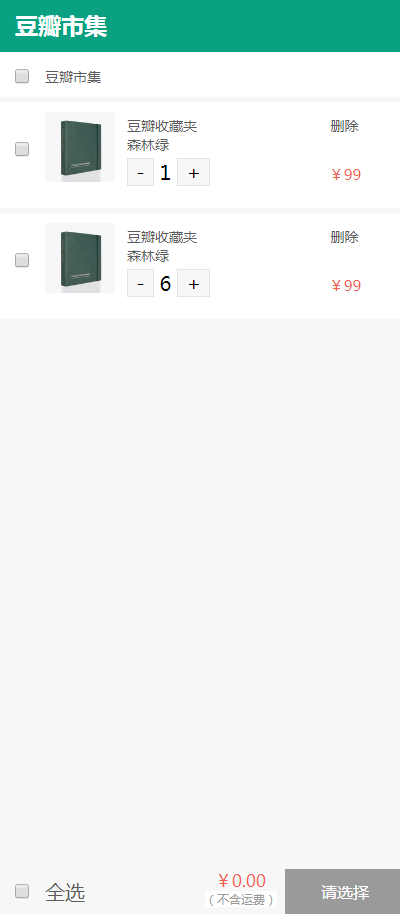 豆瓣市集
豆瓣市集
豆瓣收藏夹
森林绿
删除
- 1 +
￥99
豆瓣收藏夹
森林绿
删除
- 6 +
￥99
全选
￥0.00
（不含运费）
请选择